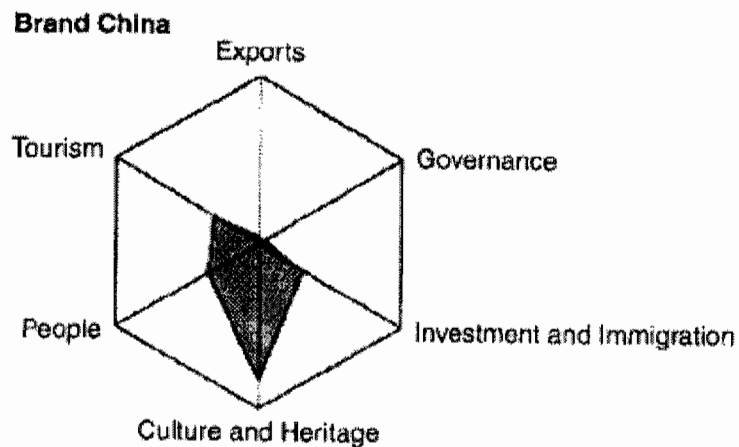 Brand China
Exports
Tourism
Governance
People
Investment and Immigration
Culture and Heritage